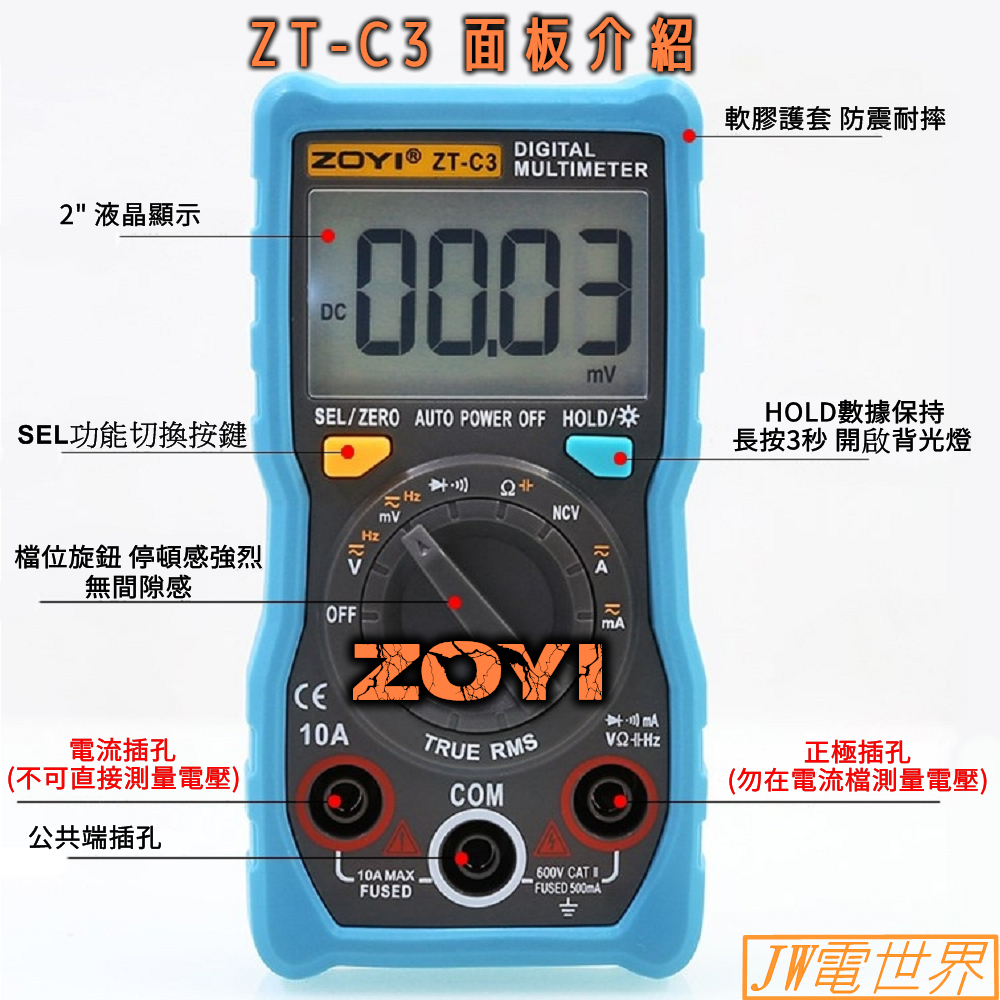 ZT-C3 面板介紹
軟膠護套 防震耐摔
ZOYI® ZT-C3
DIGITAL
MULTIMETER
2" 液晶顯示
DC
00.03
mV
SEL/ZERO
AUTO POWER OFF
HOLD/
SEL功能切換按鍵
HOLD數據保持
長按3秒 開啟背光燈
檔位旋鈕 停頓感強烈
無間隙感
Hz
mV
Hz
V
OFF
Ω
NCV
A
mA
ZOYI
CE
10A
TRUE RMS
mA
VΩ Hz
COM
電流插孔
(不可直接測量電壓)
正極插孔
(勿在電流檔測量電壓)
公共端插孔
10A MAX
FUSED
600V CAT II
FUSED 500mA
JW電世界